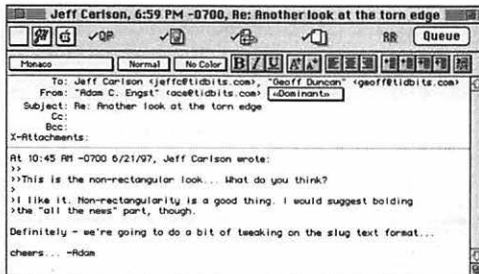 Jeff Carlson, 6:59 PM -0700, Re: Another look at the torn edge
QP RR Queue
Monaco Normal No Color B I U
To: Jeff Carlson <jeffc@tidbits.com>, "Geoff Duncan" <geoff@tidbits.com>
From: "Adam C. Engst" <ace@tidbits.com> «Dominant»
Subject: Re: Another look at the torn edge
Cc:
Bcc:
X-Attachments:
At 10:45 AM -0700 6/21/97, Jeff Carlson wrote:
>>
>>This is the non-rectangular look... What do you think?
>
>I like it. Non-rectangularity is a good thing. I would suggest bolding
>the "all the news" part, though.
Definitely - we're going to do a bit of tweaking on the slug text format...
cheers... -Adam